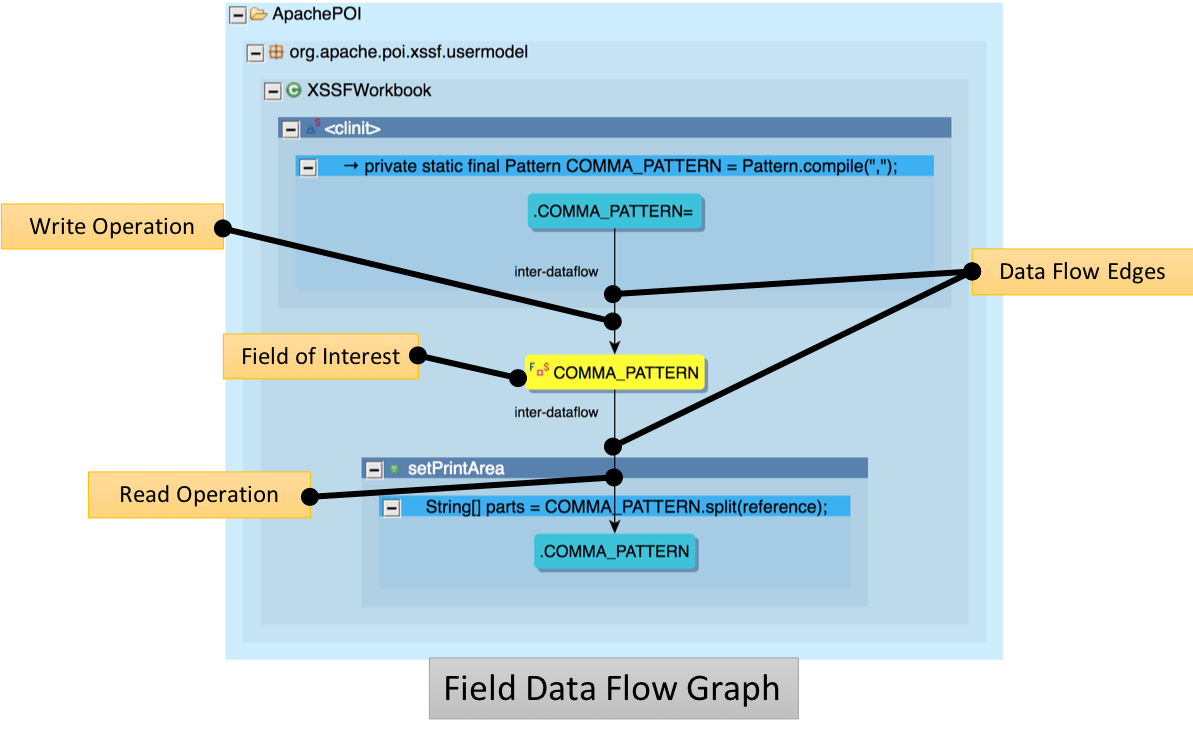 ApachePOI
org.apache.poi.xssf.usermodel
C XSSFWorkbook
S <clinit>
→ private static final Pattern COMMA_PATTERN = Pattern.compile(",");
.COMMA_PATTERN=
Write Operation
inter-dataflow
Data Flow Edges
Field of Interest
F S COMMA_PATTERN
inter-dataflow
setPrintArea
Read Operation
String[] parts = COMMA_PATTERN.split(reference);
.COMMA_PATTERN
Field Data Flow Graph